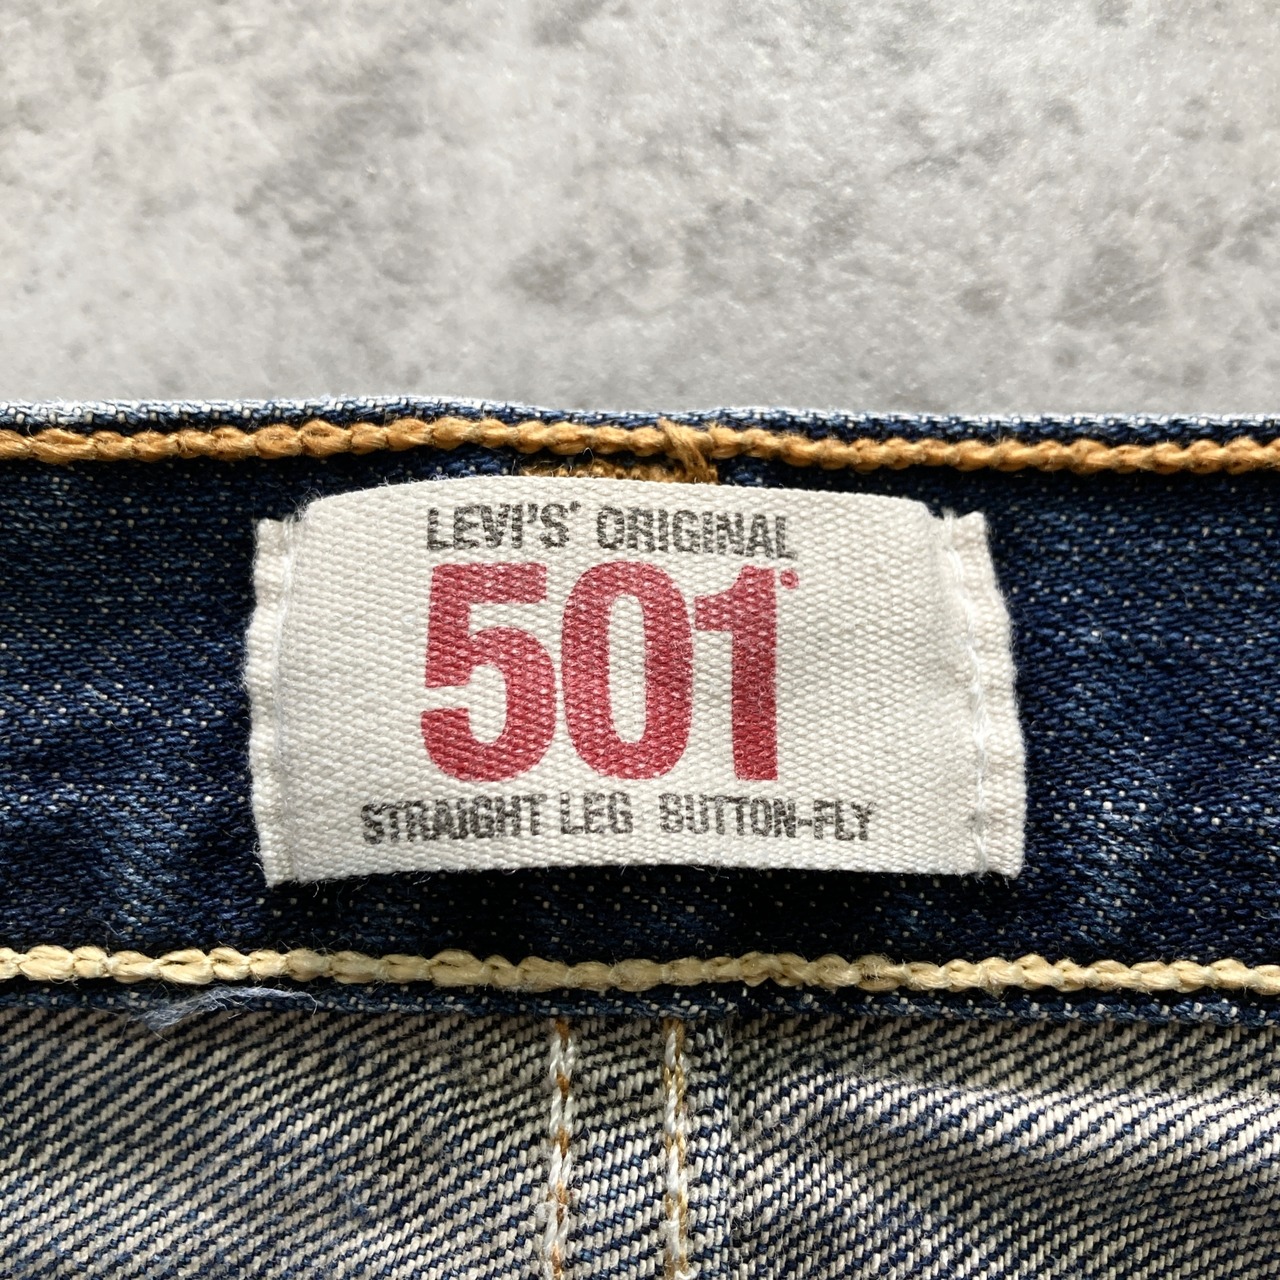 LEVI'S® ORIGINAL
501®
STRAIGHT LEG BUTTON-FLY